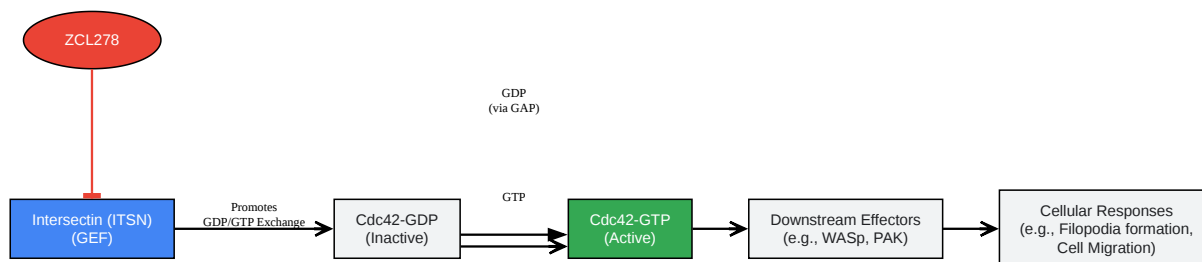 ZCL278
GDP
(via GAP)
Intersectin (ITSN)
(GEF)
Promotes
GDP/GTP Exchange
Cdc42-GDP
(Inactive)
GTP
Cdc42-GTP
(Active)
Downstream Effectors
(e.g., WASp, PAK)
Cellular Responses
(e.g., Filopodia formation,
Cell Migration)